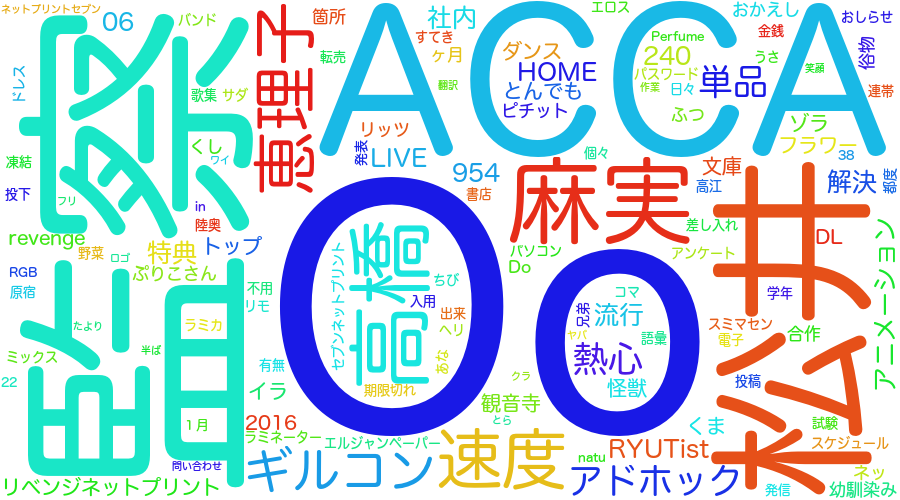 ネットプリントセブン
06
バンド
恵理子
箇所
ACCA
社内
すてき
エロス
おかえし
おしらせ
転売
ヶ月
ダンス
Perfume
金銭
俗物
ドレス
監察
歌集
サダ
翻訳
HOME
240
パスワード
作業
日々
単品
うさ
笑顔
連帯
とんでも
ピチット
ふつ
ゾラ
くし
リッツ
フラワー
凍結
ワイ
発表
LIVE
個々
38
投下
フリ
in
陸奥
954
書店
麻実
文庫
高江
解決
都度
revenge
野菜
ロゴ
特典
トップ
Oo
高橋
セブンネットプリント
ちび
パソコン
Do
差し入れ
アンケート
松井
DL
アニメーション
RGB
原宿
ぷりこさん
不用
リモ
入用
出来
ヘリ
兄弟
コマ
流行
学年
たより
ラミカ
スミマセン
電子
合作
ミックス
半ば
有無
あな
ヤバ
熱心
語彙
22
イラ
期限切れ
クラ
怪獣
投稿
1月
2016
観音寺
とら
くま
試験
ラミネーター
エルジャンペーパー
速度
RYUTist
スケジュール
問い合わせ
ギルコン
natu
アドホック
ネッ
リベンジネットプリント
発信
幼馴染み